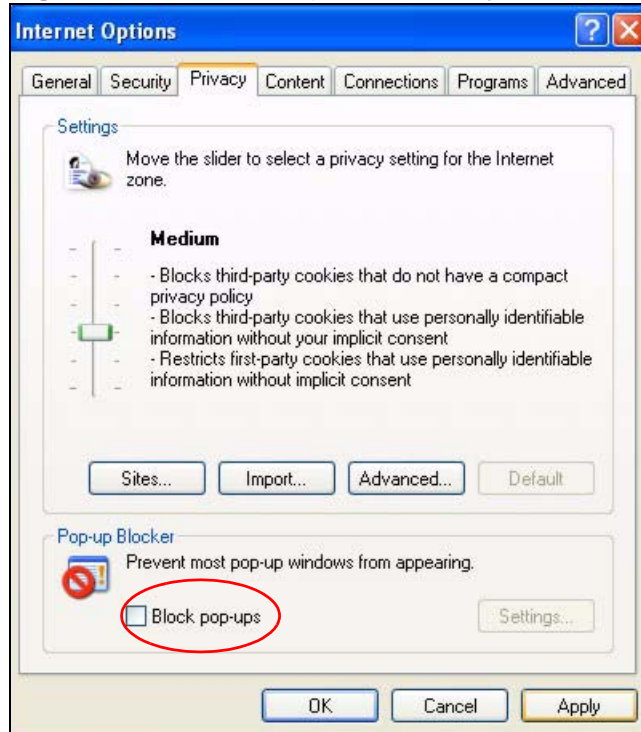 Internet Options
General Security Privacy Content Connections Programs Advanced
Settings
Move the slider to select a privacy setting for the Internet
zone.
Medium
- Blocks third-party cookies that do not have a compact
privacy policy
- Blocks third-party cookies that use personally identifiable
information without your implicit consent
- Restricts first-party cookies that use personally identifiable
information without implicit consent
Sites... Import... Advanced... Default
Pop-up Blocker
Prevent most pop-up windows from appearing.
Block pop-ups Settings...
OK Cancel Apply